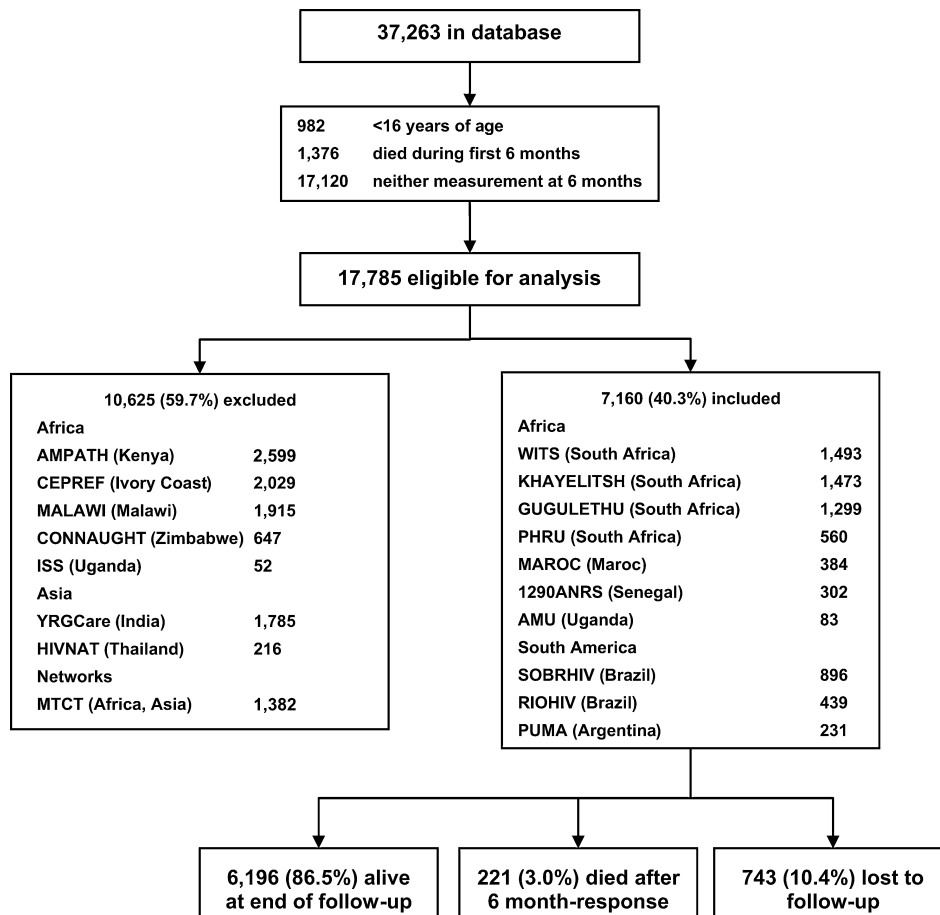 37,263 in database
982 <16 years of age
1,376 died during first 6 months
17,120 neither measurement at 6 months
17,785 eligible for analysis
10,625 (59.7%) excluded
Africa
AMPATH (Kenya) 2,599
CEPREF (Ivory Coast) 2,029
MALAWI (Malawi) 1,915
CONNAUGHT (Zimbabwe) 647
ISS (Uganda) 52
Asia
YRGCare (India) 1,785
HIVNAT (Thailand) 216
Networks
MTCT (Africa, Asia) 1,382
7,160 (40.3%) included
Africa
WITS (South Africa) 1,493
KHAYELITSH (South Africa) 1,473
GUGULETHU (South Africa) 1,299
PHRU (South Africa) 560
MAROC (Maroc) 384
1290ANRS (Senegal) 302
AMU (Uganda) 83
South America
SOBRHIV (Brazil) 896
RIOHIV (Brazil) 439
PUMA (Argentina) 231
6,196 (86.5%) alive
at end of follow-up
221 (3.0%) died after
6 month-response
743 (10.4%) lost to
follow-up